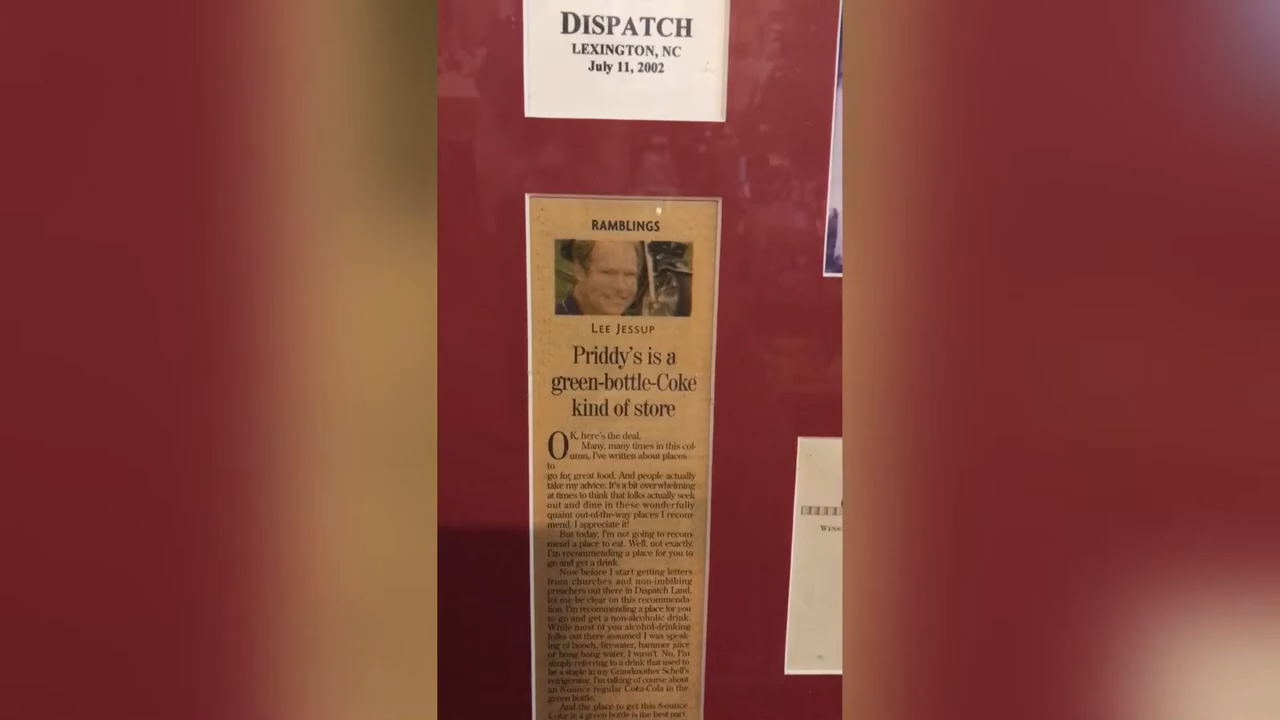 DISPATCH
LEXINGTON, NC
July 11, 2002
RAMBLINGS
LEE JESSUP
Priddy's is a
green-bottle-Coke
kind of store
OK, here's the deal.
Many, many times in this col-
umn, I've written about places
to
go for great food. And people actually
take my advice. It's a bit overwhelming
at times to think that folks actually seek
out and dine in these wonderfully
quaint out-of-the-way places I recom-
mend. I appreciate it!
But today, I'm not going to recom-
mend a place to eat. Well, not exactly.
I'm recommending a place for you to
go and get a drink.
Now before I start getting letters
from churches and non-imbibing
preachers out there in Dispatch Land,
let me be clear on this recommenda-
tion. I'm recommending a place for you
to go and get a non-alcoholic drink.
While most of you alcohol-drinking
folks out there assumed I was speak-
ing of hooch, firewater, hammer juice
or bong bong water, I wasn't. No, I'm
simply referring to a drink that used to
be a staple in my Grandmother Schell's
refrigerator. I'm talking of course about
an 8-ounce regular Coca-Cola in the
green bottle.
And the place to get this 8-ounce
Coke in a green bottle is the best part